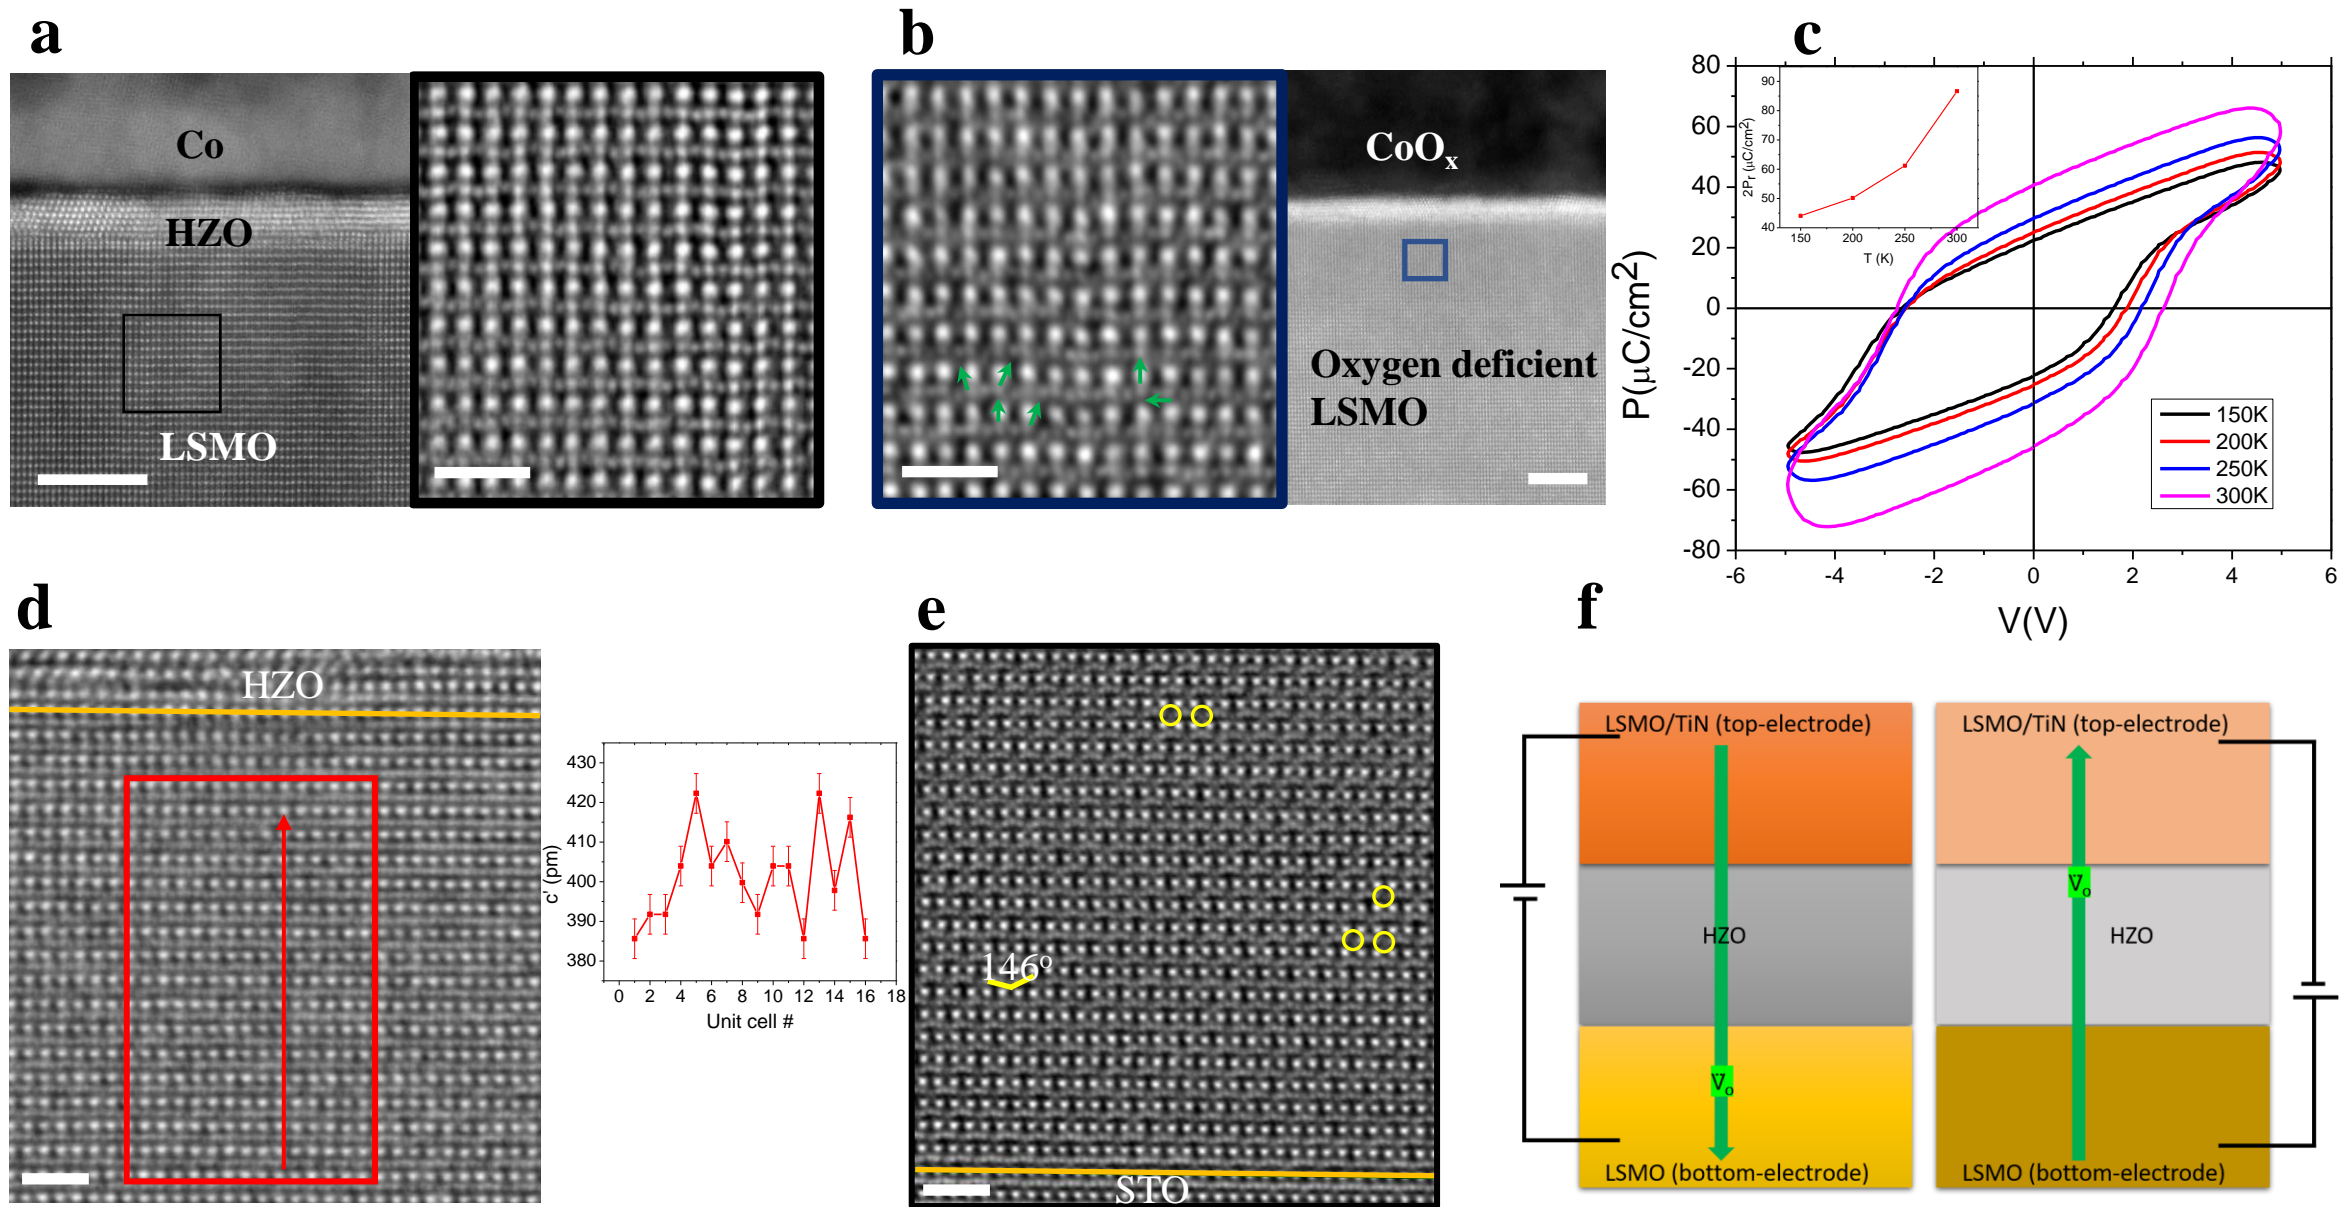 a
Co
HZO
LSMO
b
CoOx
Oxygen deficient
LSMO
c
P(μC/cm2)
80
60
40
20
0
-20
-40
-60
-80
-6
-4
-2
0
2
4
6
V(V)
2Pr (μC/cm2)
90
80
70
60
50
40
150
200
250
300
T (K)
150K
200K
250K
300K
d
HZO
c' (pm)
430
420
410
400
390
380
0
2
4
6
8
10
12
14
16
18
Unit cell #
e
146o
STO
f
LSMO/TiN (top-electrode)
HZO
V̈o
LSMO (bottom-electrode)
LSMO/TiN (top-electrode)
V̈o
HZO
LSMO (bottom-electrode)